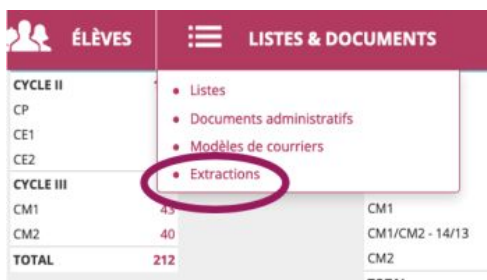 ÉLÈVES
LISTES & DOCUMENTS
CYCLE II
CP
CE1
CE2
CYCLE III
CM1 43
CM2 40
TOTAL 212
• Listes
• Documents administratifs
• Modèles de courriers
• Extractions
CM1
CM1/CM2 - 14/13
CM2